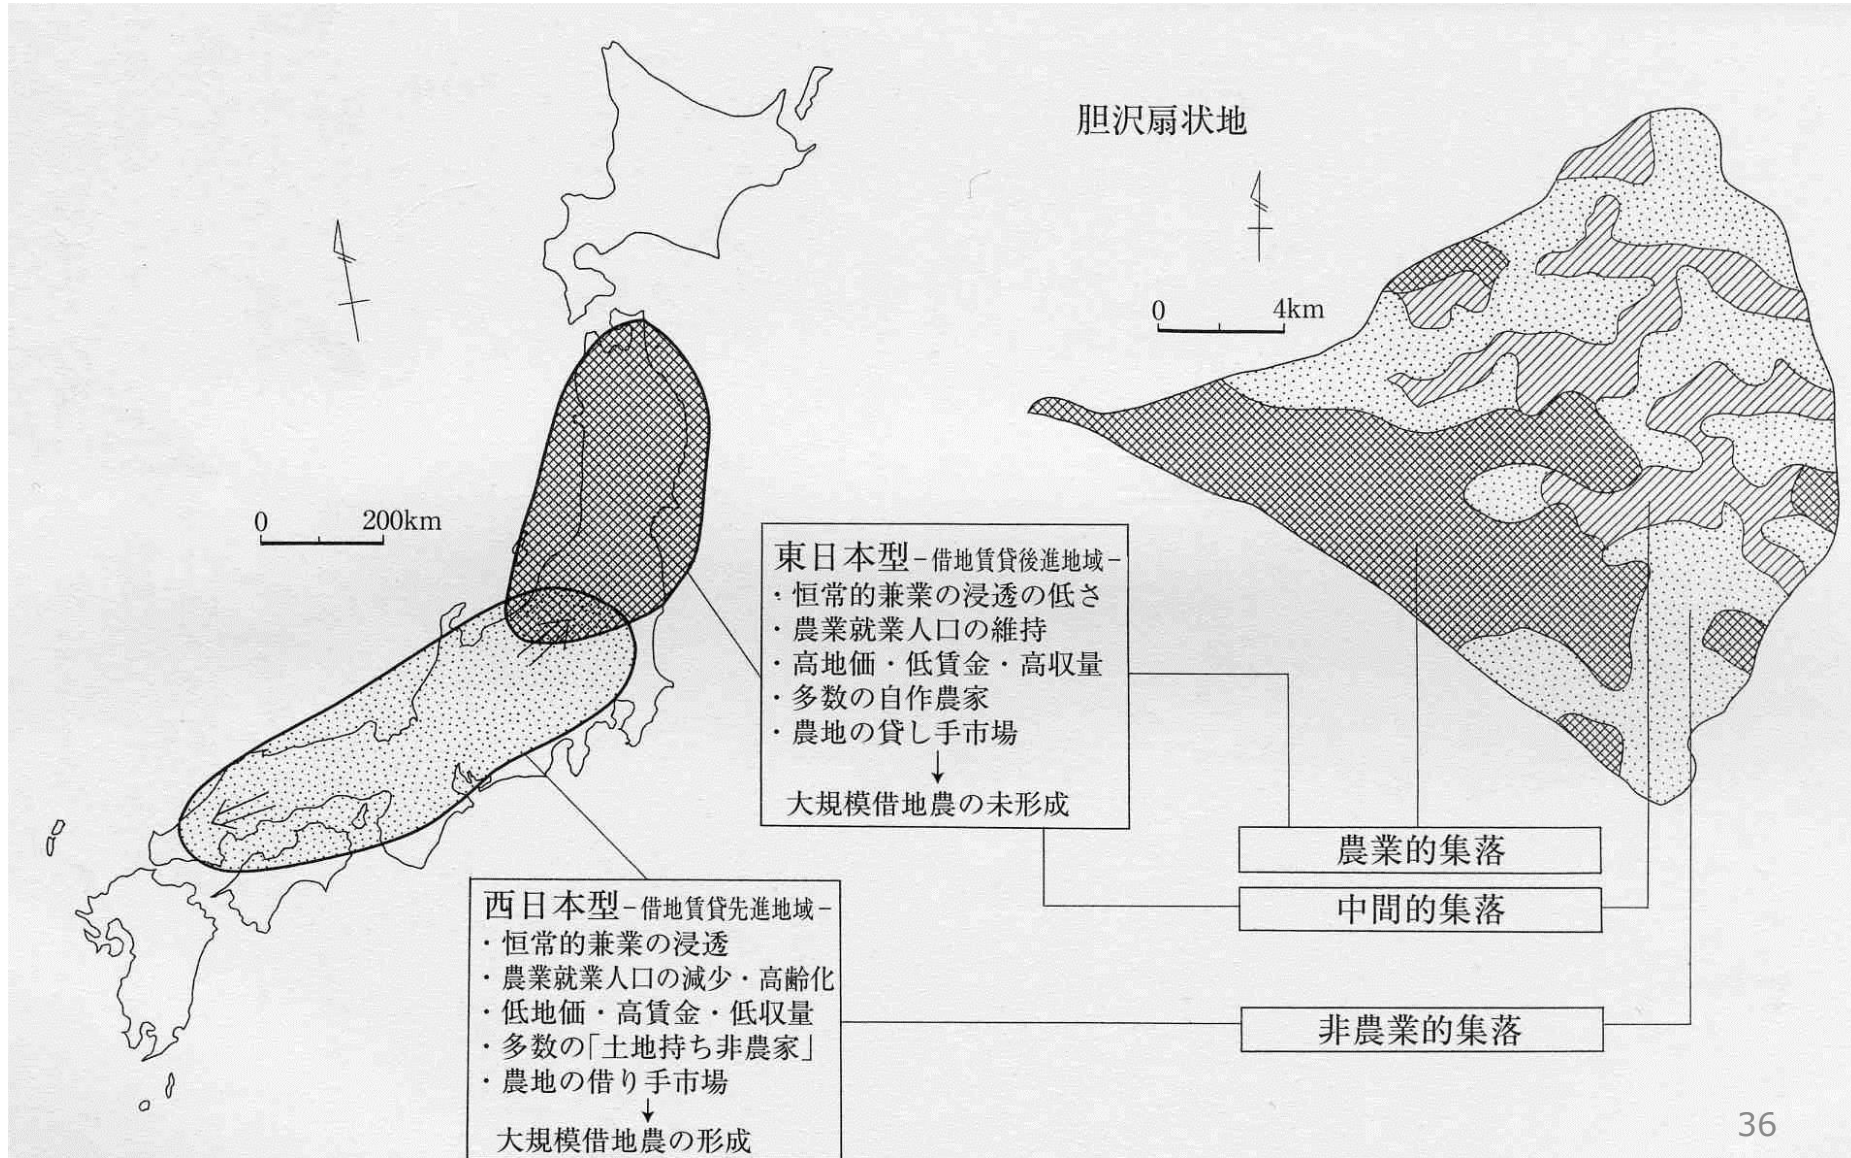 胆沢扇状地
0 4km
0 200km
東日本型-借地賃貸後進地域-
・恒常的兼業の浸透の低さ
・農業就業人口の維持
・高地価・低賃金・高収量
・多数の自作農家
・農地の貸し手市場
↓
大規模借地農の未形成
西日本型-借地賃貸先進地域-
・恒常的兼業の浸透
・農業就業人口の減少・高齢化
・低地価・高賃金・低収量
・多数の「土地持ち非農家」
・農地の借り手市場
↓
大規模借地農の形成
農業的集落
中間的集落
非農業的集落
36